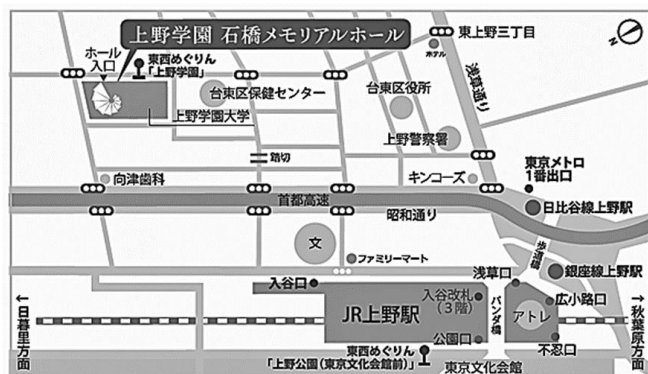 上野学園 石橋メモリアルホール
ホール
入口
東西めぐりん
「上野学園」
台東区保健センター
上野学園大学
東上野三丁目
ホテル
浅草通り
台東区役所
上野警察署
踏切
向津歯科
キンコーズ
東京メトロ
1番出口
首都高速
昭和通り
日比谷線上野駅
文
ファミリーマート
歩道橋
銀座線上野駅
入谷口
浅草口
入谷改札
(3階)
広小路口
JR上野駅
パンダ橋
アトレ
公園口
不忍口
←日暮里方面
→秋葉原方面
東西めぐりん
「上野公園(東京文化会館前)」
東京文化会館